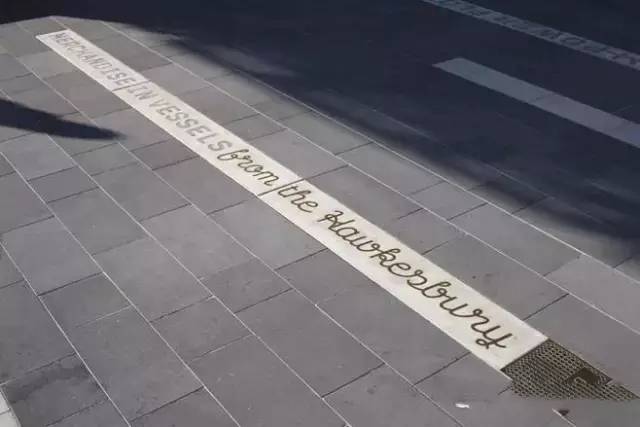 MERCHANDISE/IN VESSELS from/the Hawkesbury